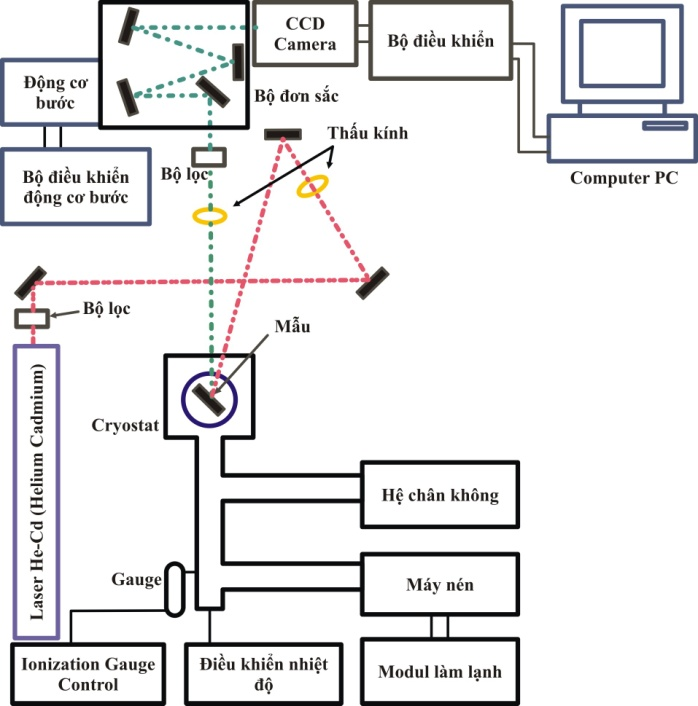 CCD
Camera
Bộ điều khiển
Động cơ
bước
Bộ đơn sắc
Thấu kính
Bộ lọc
Computer PC
Bộ điều khiển
động cơ bước
Bộ lọc
Mẫu
Laser He-Cd (Helium Cadmium)
Cryostat
Hệ chân không
Gauge
Máy nén
Ionization Gauge
Control
Điều khiển nhiệt
độ
Modul làm lạnh